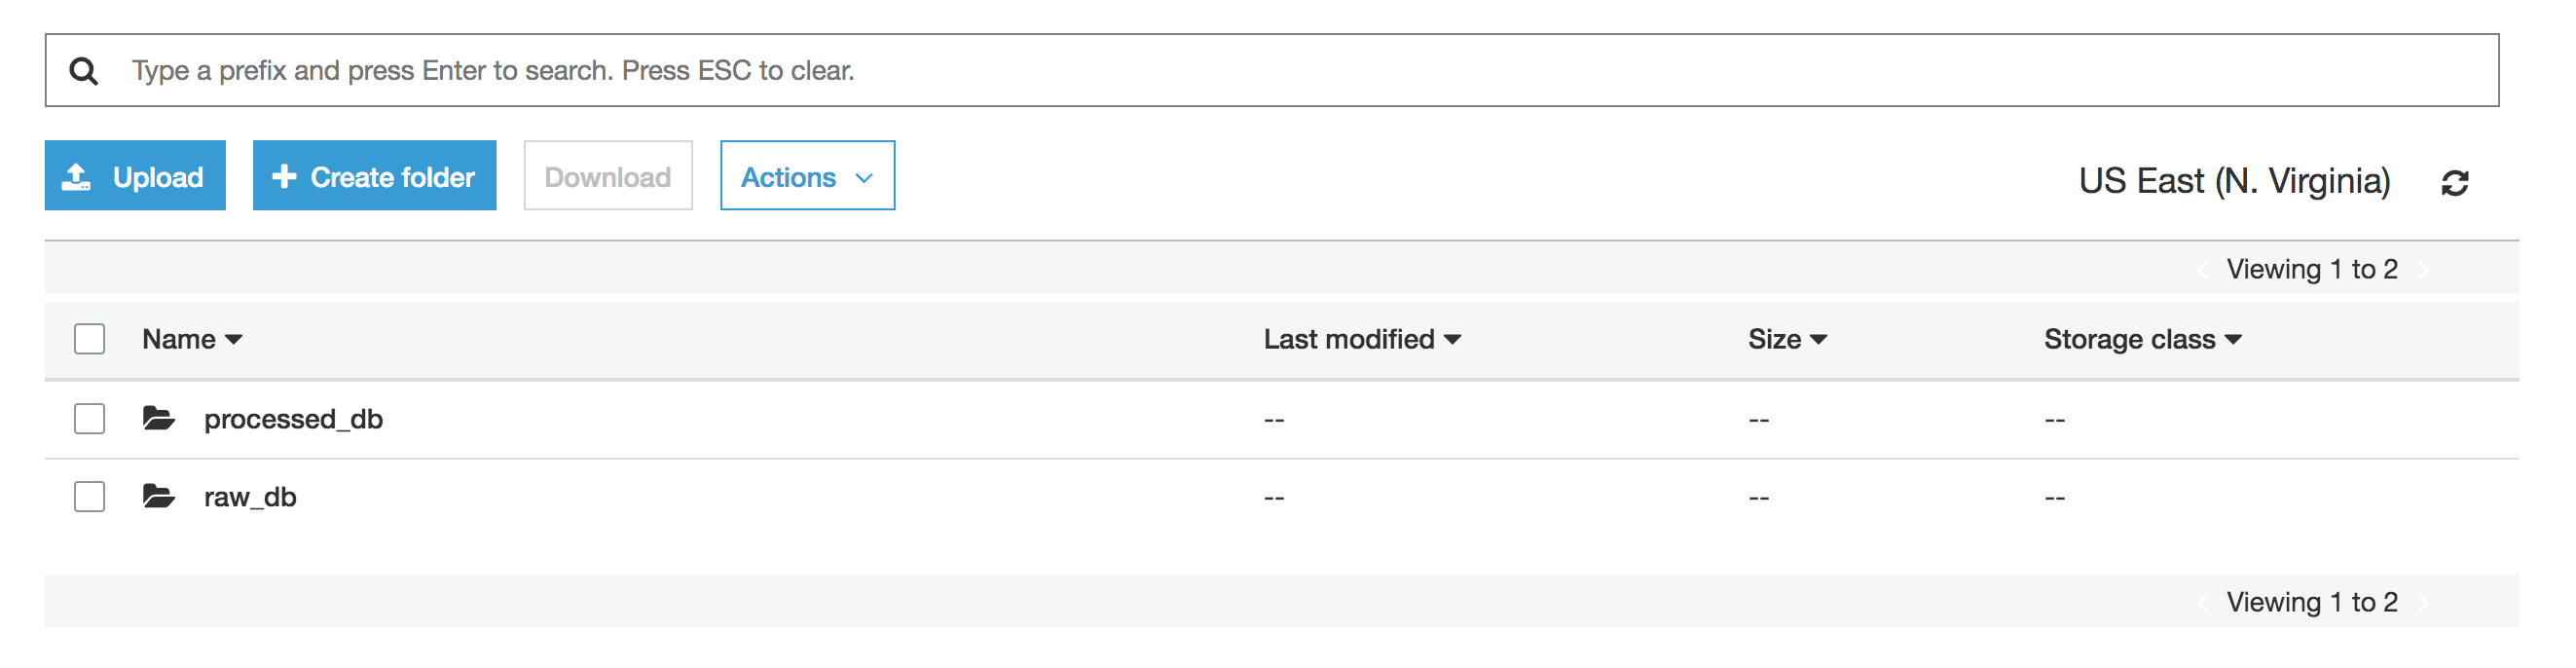 Type a prefix and press Enter to search. Press ESC to clear.
Upload Create folder Download Actions US East (N. Virginia)
Viewing 1 to 2
Name Last modified Size Storage class
processed_db -- -- --
raw_db -- -- --
Viewing 1 to 2